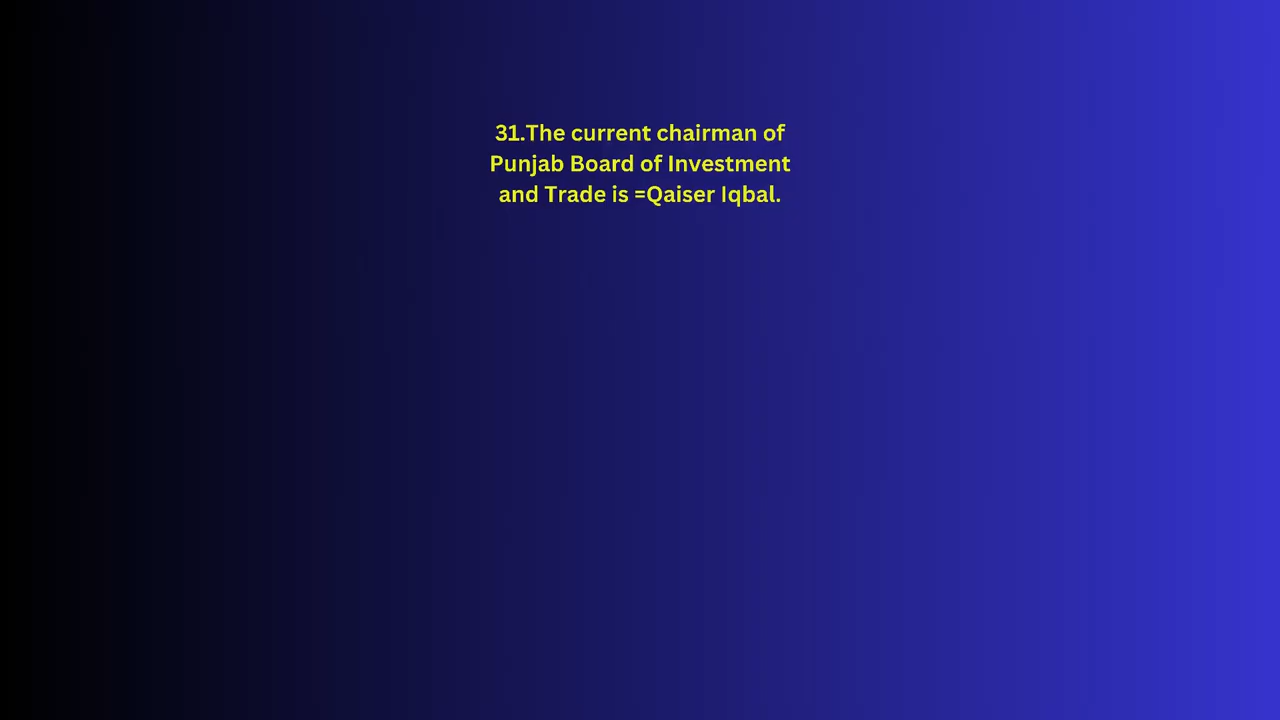 31.The current chairman of
Punjab Board of Investment
and Trade is =Qaiser Iqbal.